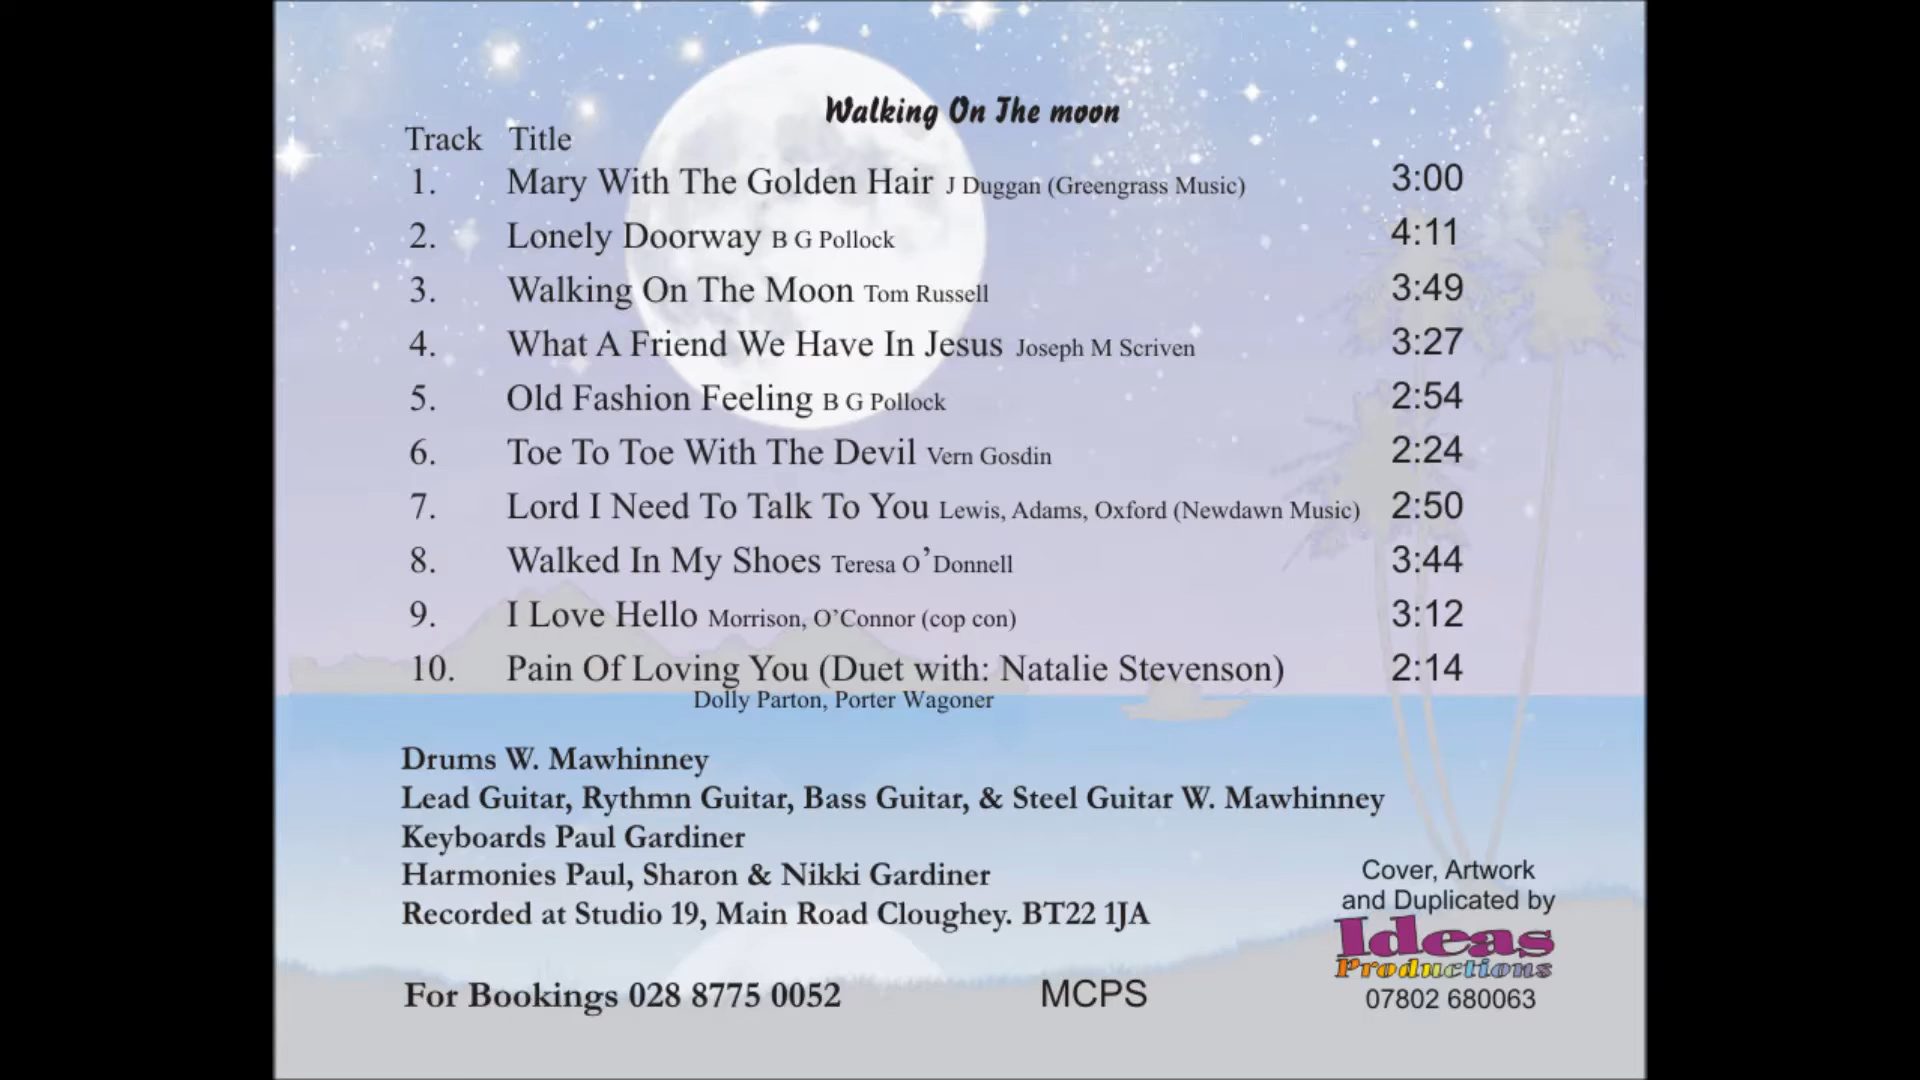 Walking On The moon
Track Title
1. Mary With The Golden Hair J Duggan (Greengrass Music) 3:00
2. Lonely Doorway B G Pollock 4:11
3. Walking On The Moon Tom Russell 3:49
4. What A Friend We Have In Jesus Joseph M Scriven 3:27
5. Old Fashion Feeling B G Pollock 2:54
6. Toe To Toe With The Devil Vern Gosdin 2:24
7. Lord I Need To Talk To You Lewis, Adams, Oxford (Newdawn Music) 2:50
8. Walked In My Shoes Teresa O’Donnell 3:44
9. I Love Hello Morrison, O’Connor (cop con) 3:12
10. Pain Of Loving You (Duet with: Natalie Stevenson) 2:14
Dolly Parton, Porter Wagoner
Drums W. Mawhinney
Lead Guitar, Rythmn Guitar, Bass Guitar, & Steel Guitar W. Mawhinney
Keyboards Paul Gardiner
Harmonies Paul, Sharon & Nikki Gardiner
Recorded at Studio 19, Main Road Cloughey. BT22 1JA
For Bookings 028 8775 0052
MCPS
Cover, Artwork
and Duplicated by
Ideas
Productions
07802 680063